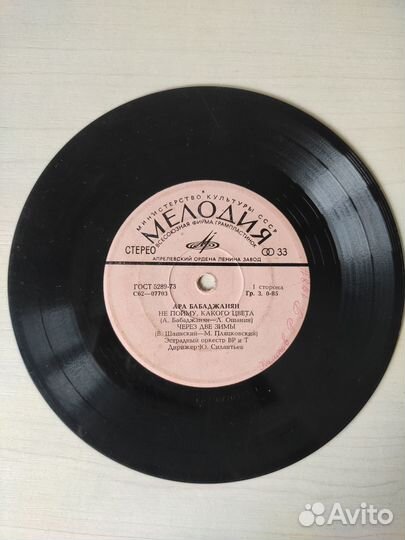 МИНИСТЕРСТВО КУЛЬТУРЫ СССР
МЕЛОДИЯ
ВСЕСОЮЗНАЯ ФИРМА ГРАМПЛАСТИНОК
СТЕРЕО
33
АПРЕЛЕВСКИЙ ОРДЕНА ЛЕНИНА ЗАВОД
ГОСТ 5289-73
1 сторона
С62—07703
Гр. 3. 0-85
АРА БАБАДЖАНЯН
НЕ ПОЙМУ, КАКОГО ЦВЕТА
(А. Бабаджанян—Л. Ошанин)
ЧЕРЕЗ ДВЕ ЗИМЫ
(В. Шаинский—М. Пляцковский)
Эстрадный оркестр ВР и Т
Дирижер Ю. Силантьев
Avito